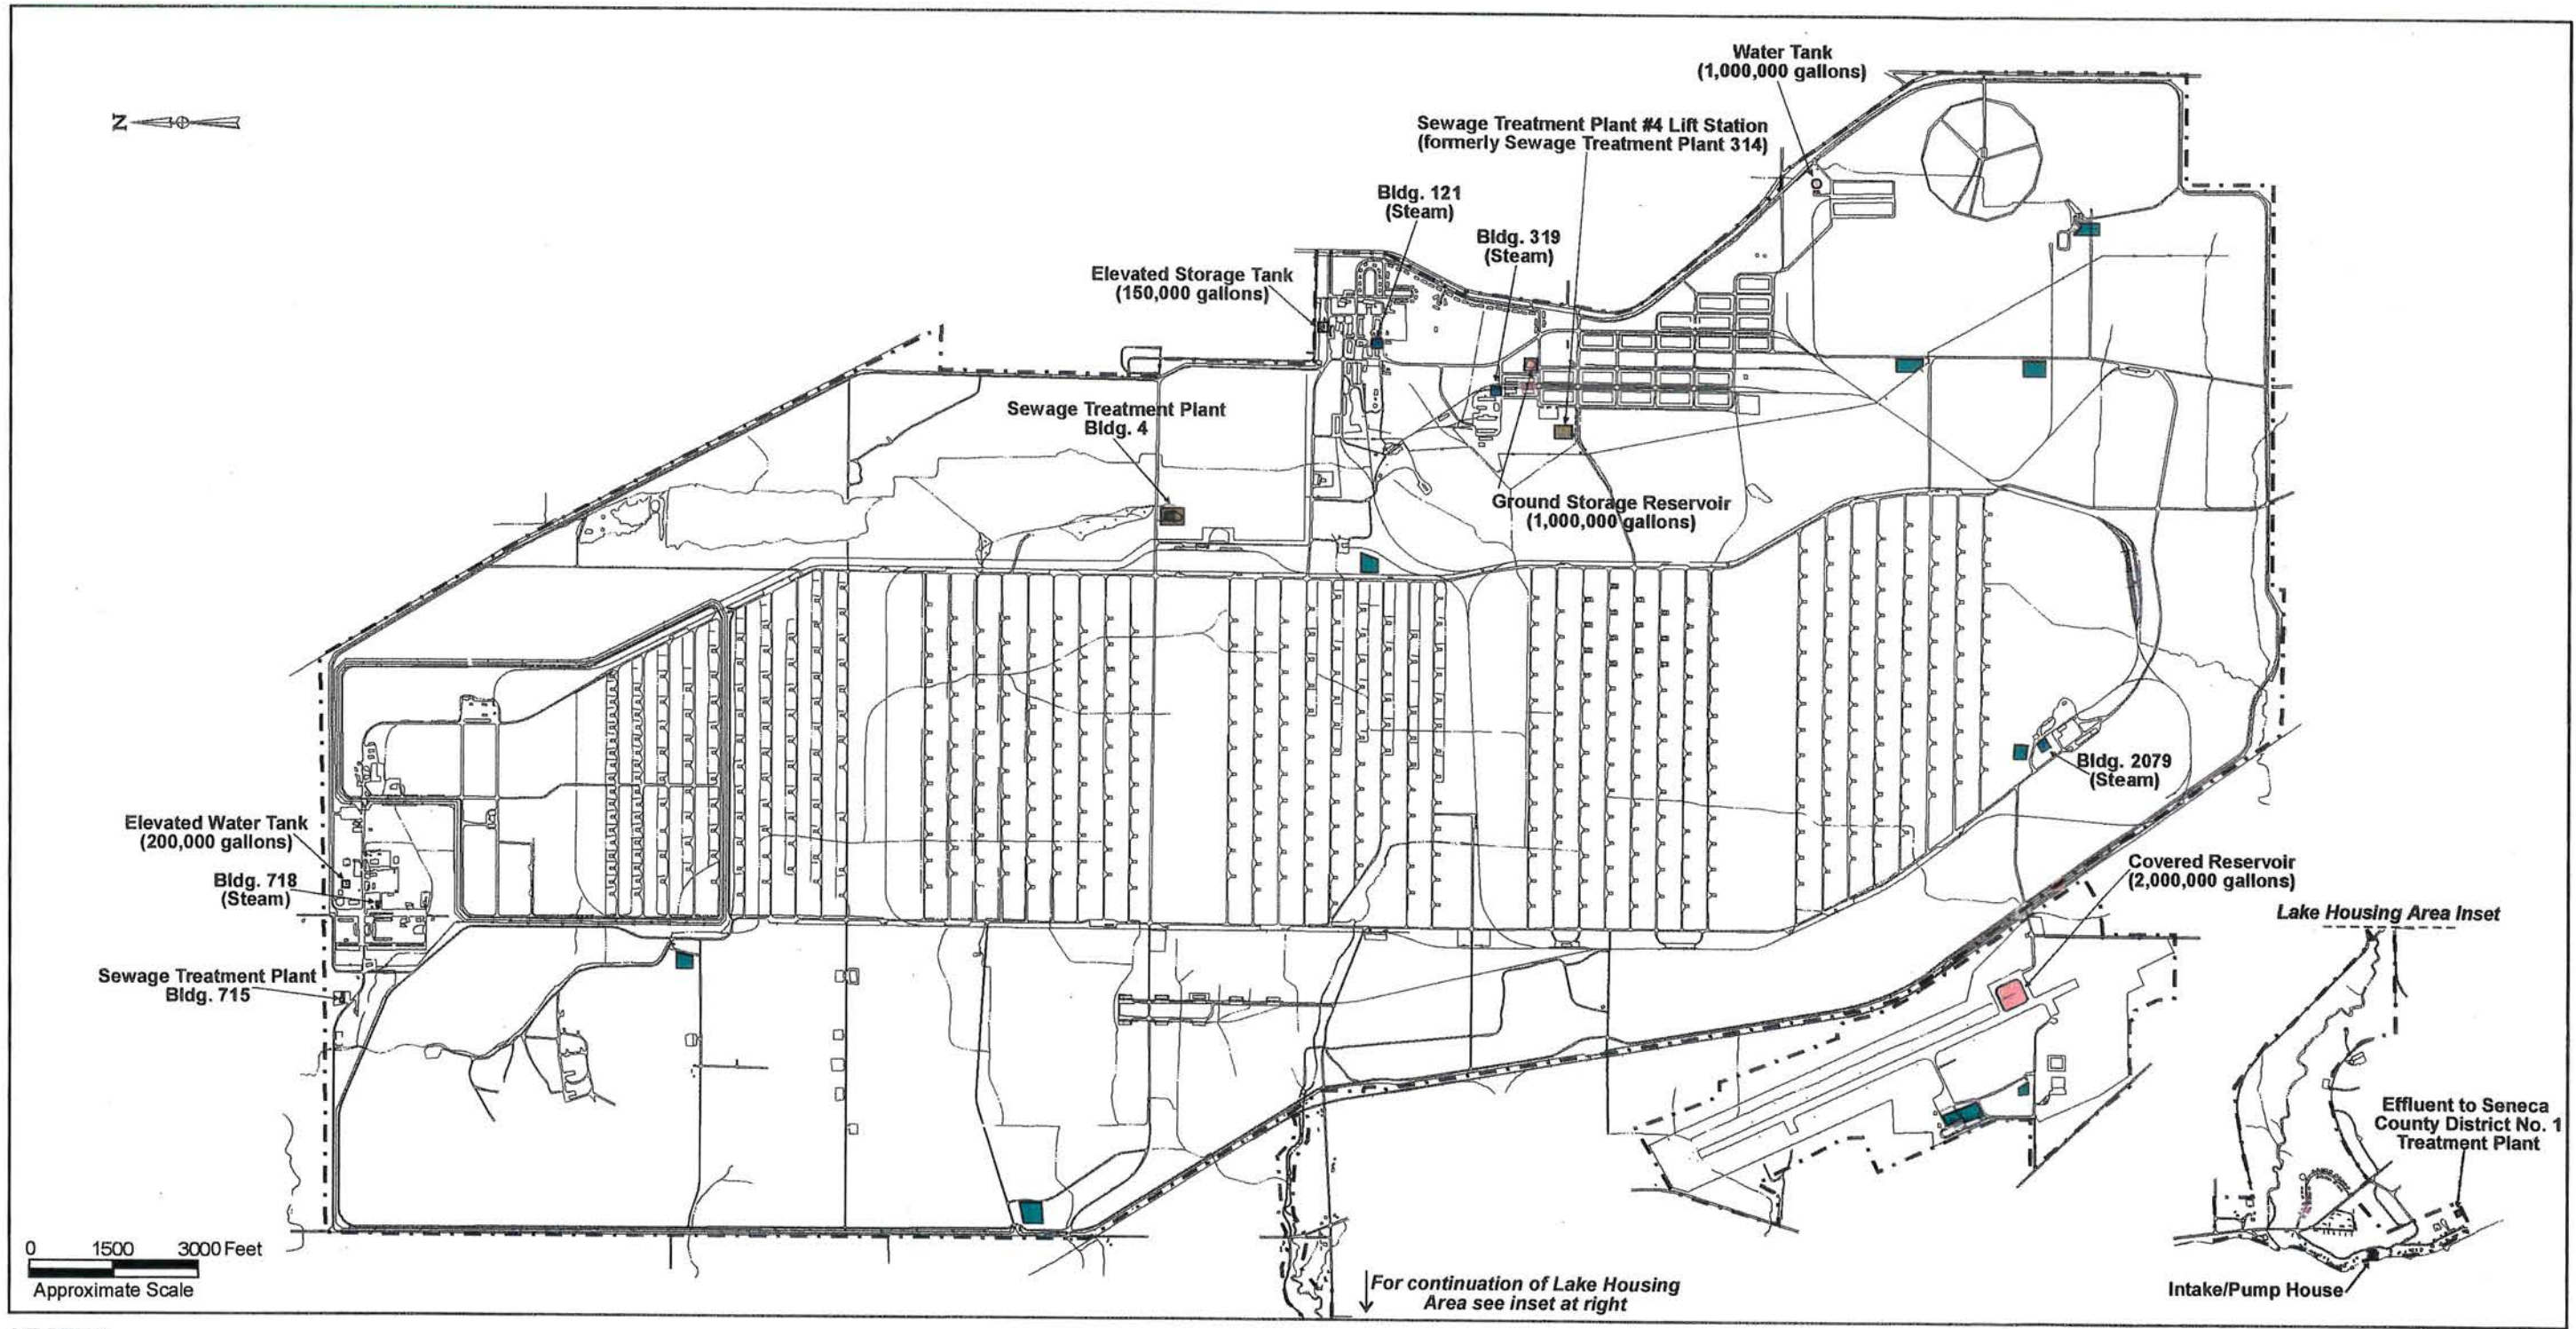 Water Tank
(1,000,000 gallons)
N
Sewage Treatment Plant #4 Lift Station
(formerly Sewage Treatment Plant 314)
Bldg. 121
(Steam)
Bldg. 319
(Steam)
Elevated Storage Tank
(150,000 gallons)
Sewage Treatment Plant
Bldg. 4
Ground Storage Reservoir
(1,000,000 gallons)
Bldg. 2079
(Steam)
Elevated Water Tank
(200,000 gallons)
Bldg. 718
(Steam)
Covered Reservoir
(2,000,000 gallons)
Lake Housing Area Inset
Sewage Treatment Plant
Bldg. 715
Effluent to Seneca
County District No. 1
Treatment Plant
0 1500 3000 Feet
Approximate Scale
For continuation of Lake Housing
Area see inset at right
Intake/Pump House